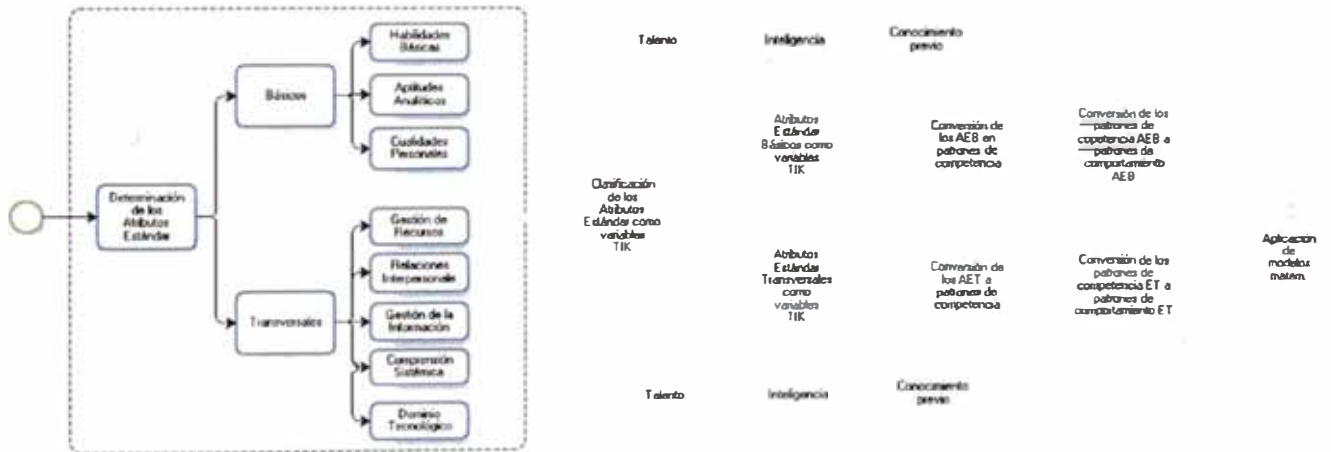 Habilidades
Básicas
Básicos
Aptitudes
Analíticos
Cualidades
Personales
Determinación
de los
Atributos
Estándar
Gestión de
Recursos
Relaciones
Interpersonale
Transversales
Gestión de la
Información
Comprensión
Sistémica
Dominio
Tecnológico
Talento
Inteligencia
Conocimiento
previo
Clasificación
de los
Atributos
Estándar como
variables
TIK
Atributos
Estándar
Básicos como
variables
TIK
Conversión de
los AEB en
patrones de
competencia
Conversión de los
patrones de
copetencia AEB a
patrones de
comportamiento
AEB
Atributos
Estándar
Transversales
como
variables
TIK
Conversión de
los AET a
patrones de
competencia
Conversión de los
patrones de
competencia ET a
patrones de
comportamiento ET
Aplicación
de
modelos
matem.
Talento
Inteligencia
Conocimiento
previo